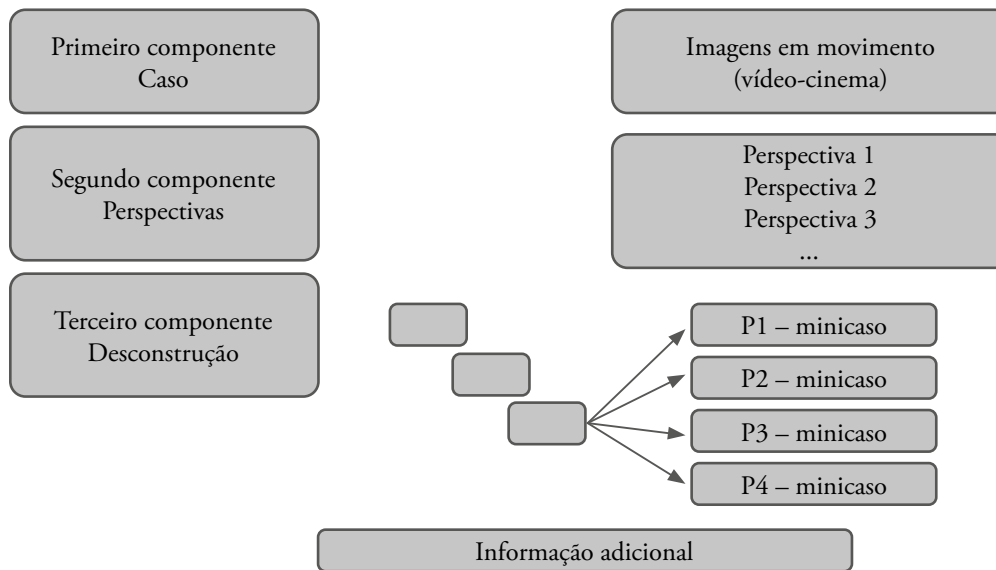 Primeiro componente
Caso
Imagens em movimento
(vídeo-cinema)
Segundo componente
Perspectivas
Perspectiva 1
Perspectiva 2
Perspectiva 3
...
Terceiro componente
Desconstrução
P1 – minicaso
P2 – minicaso
P3 – minicaso
P4 – minicaso
Informação adicional